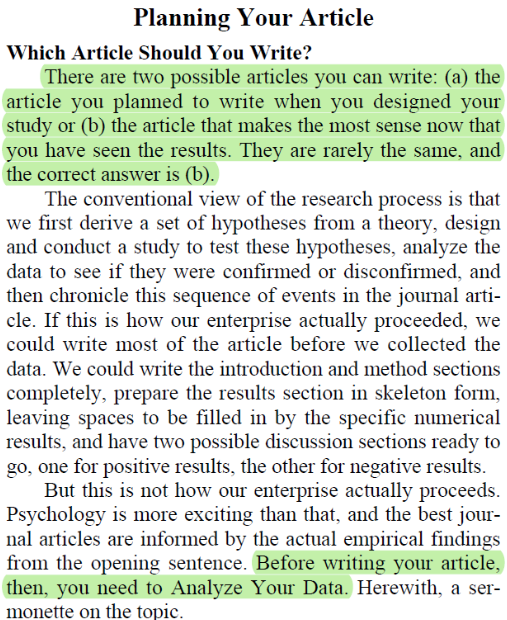 Planning Your Article
Which Article Should You Write?
There are two possible articles you can write: (a) the
article you planned to write when you designed your
study or (b) the article that makes the most sense now that
you have seen the results. They are rarely the same, and
the correct answer is (b).
The conventional view of the research process is that
we first derive a set of hypotheses from a theory, design
and conduct a study to test these hypotheses, analyze the
data to see if they were confirmed or disconfirmed, and
then chronicle this sequence of events in the journal arti-
cle. If this is how our enterprise actually proceeded, we
could write most of the article before we collected the
data. We could write the introduction and method sections
completely, prepare the results section in skeleton form,
leaving spaces to be filled in by the specific numerical
results, and have two possible discussion sections ready to
go, one for positive results, the other for negative results.
But this is not how our enterprise actually proceeds.
Psychology is more exciting than that, and the best jour-
nal articles are informed by the actual empirical findings
from the opening sentence. Before writing your article,
then, you need to Analyze Your Data. Herewith, a ser-
monette on the topic.